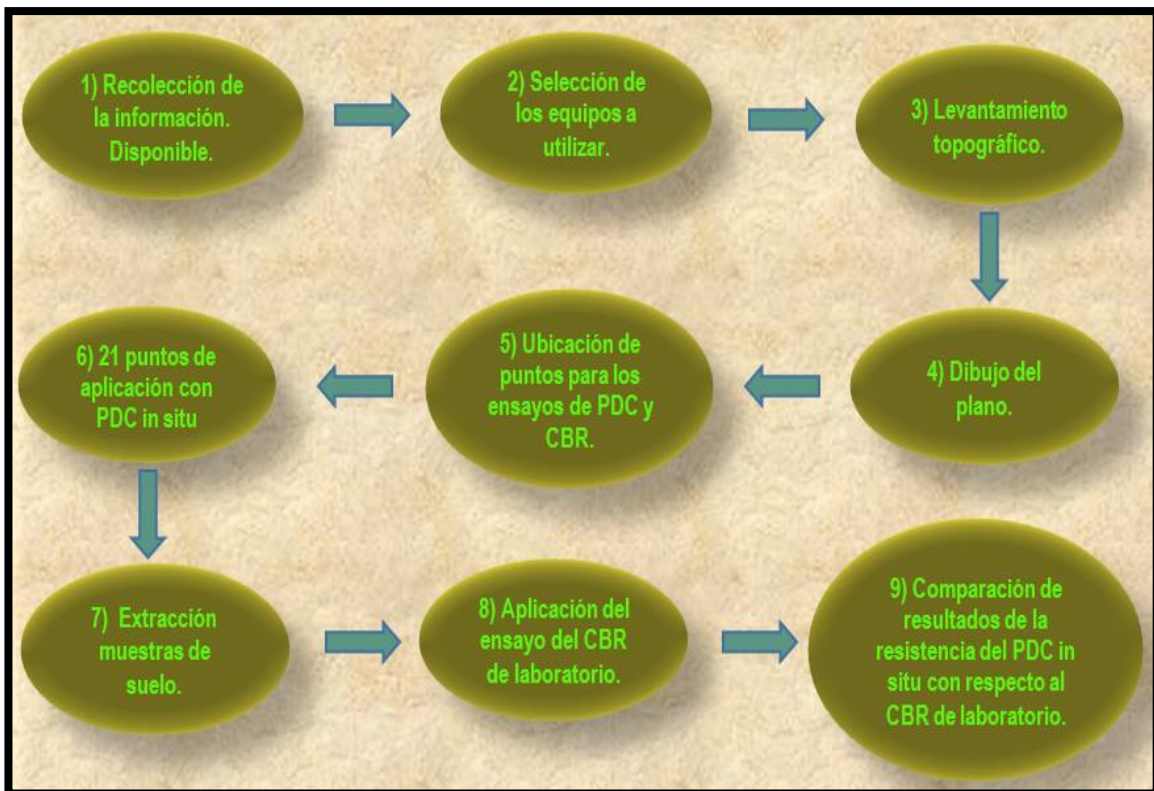 1) Recolección de
la información.
Disponible.
2) Selección de
los equipos a
utilizar.
3) Levantamiento
topográfico.
4) Dibujo del
plano.
5) Ubicación de
puntos para los
ensayos de PDC y
CBR.
6) 21 puntos de
aplicación con
PDC in situ
7) Extracción
muestras de
suelo.
8) Aplicación del
ensayo del CBR
de laboratorio.
9) Comparación de
resultados de la
resistencia del PDC in
situ con respecto al
CBR de laboratorio.